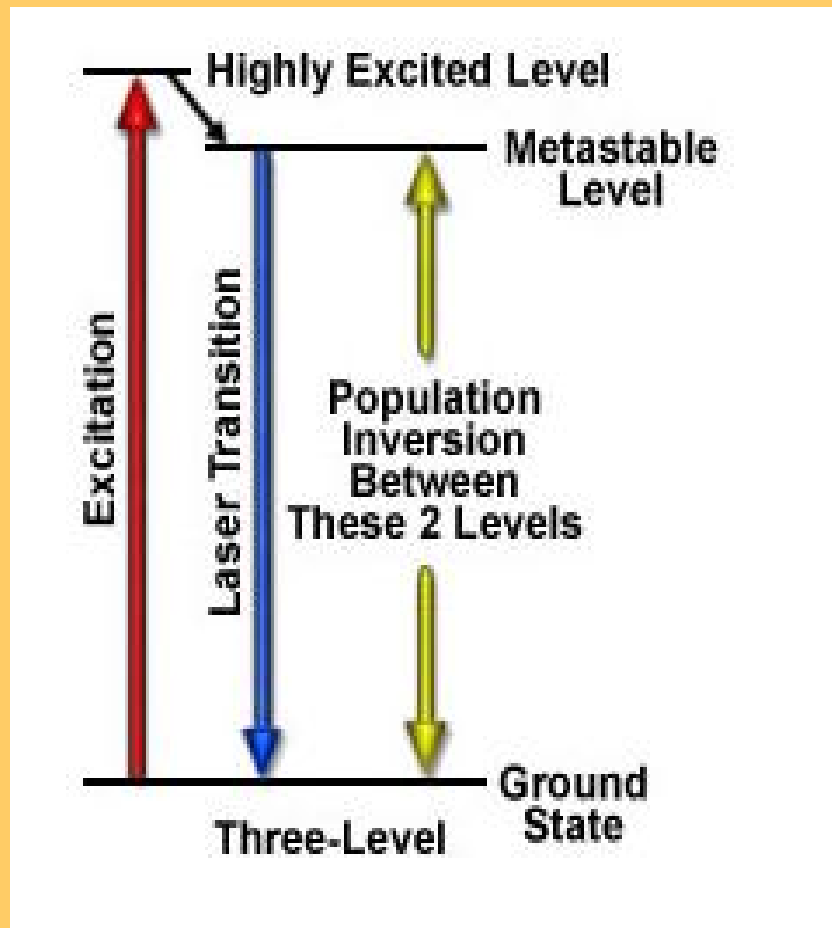 Highly Excited Level
Metastable
Level
Excitation
Laser Transition
Population
Inversion
Between
These 2 Levels
Ground
State
Three-Level